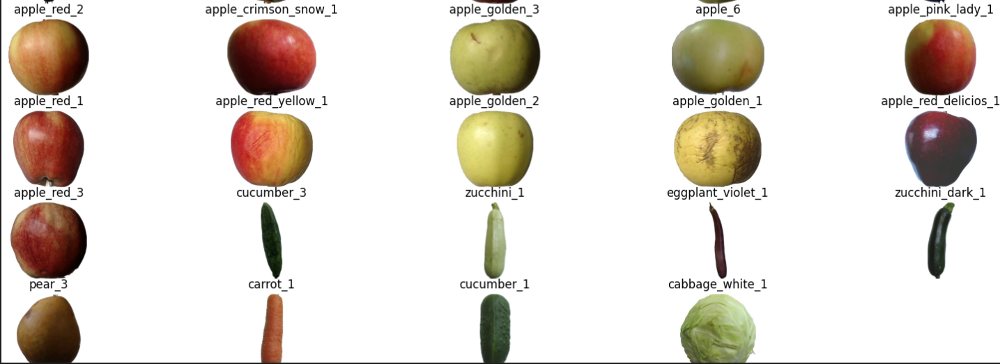 apple_red_2 apple_crimson_snow_1 apple_golden_3 apple_6 apple_pink_lady_1
apple_red_1 apple_red_yellow_1 apple_golden_2 apple_golden_1 apple_red_delicios_1
apple_red_3 cucumber_3 zucchini_1 eggplant_violet_1 zucchini_dark_1
pear_3 carrot_1 cucumber_1 cabbage_white_1